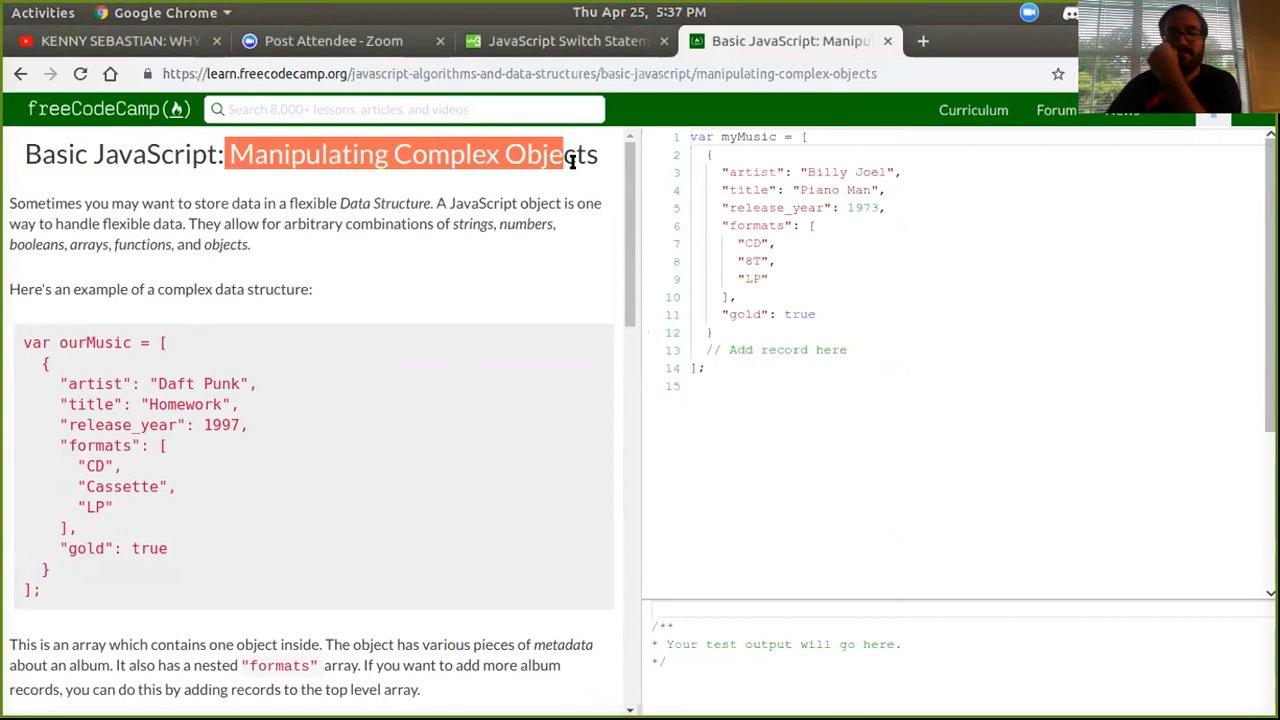 Activities
Google Chrome
Thu Apr 25, 5:37 PM
KENNY SEBASTIAN: WHY
Post Attendee - Zoom
JavaScript Switch Statem
Basic JavaScript: Manipul
https://learn.freecodecamp.org/javascript-algorithms-and-data-structures/basic-javascript/manipulating-complex-objects
freeCodeCamp
Search 8,000+ lessons, articles, and videos
Curriculum
Forum
News
Basic JavaScript: Manipulating Complex Objects
Sometimes you may want to store data in a flexible Data Structure. A JavaScript object is one
way to handle flexible data. They allow for arbitrary combinations of strings, numbers,
booleans, arrays, functions, and objects.
Here's an example of a complex data structure:
var ourMusic = [
{
"artist": "Daft Punk",
"title": "Homework",
"release_year": 1997,
"formats": [
"CD",
"Cassette",
"LP"
],
"gold": true
}
];
This is an array which contains one object inside. The object has various pieces of metadata
about an album. It also has a nested "formats" array. If you want to add more album
records, you can do this by adding records to the top level array.
1 var myMusic = [
2 {
3 "artist": "Billy Joel",
4 "title": "Piano Man",
5 "release_year": 1973,
6 "formats": [
7 "CD",
8 "8T",
9 "LP"
10 ],
11 "gold": true
12 }
13 // Add record here
14 ];
15
/**
* Your test output will go here.
*/